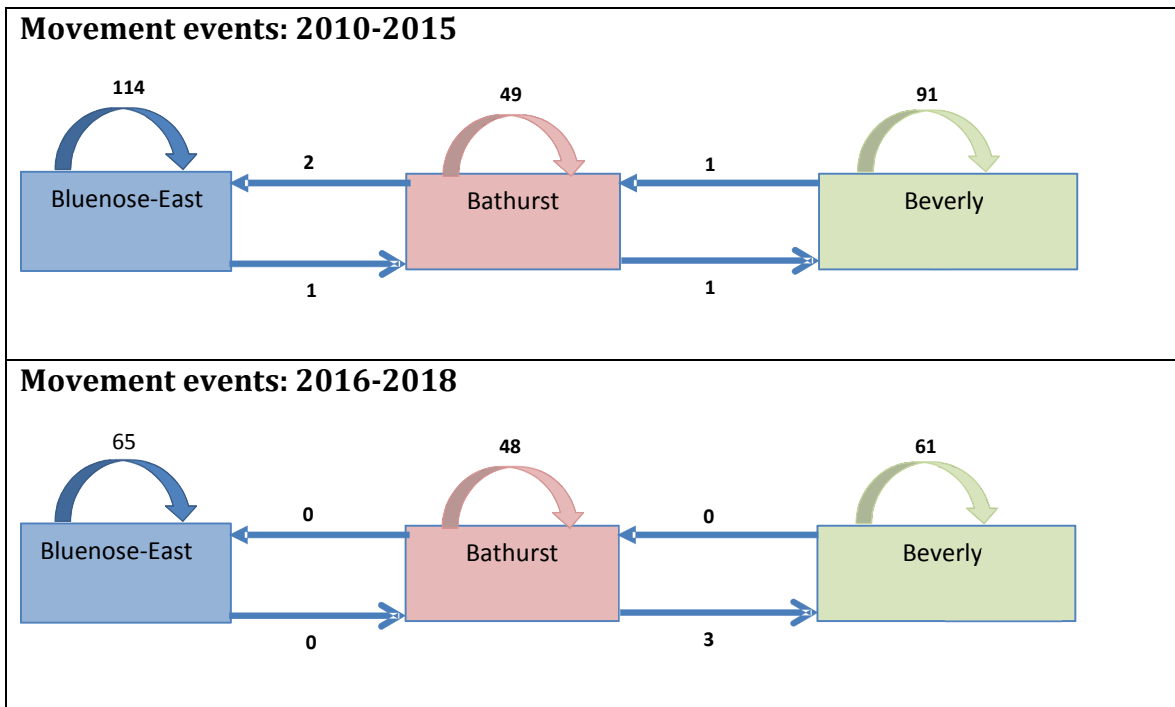 Movement events: 2010-2015
114
49
91
2
1
Bluenose-East
Bathurst
Beverly
1
1
Movement events: 2016-2018
65
48
61
0
0
Bluenose-East
Bathurst
Beverly
0
3